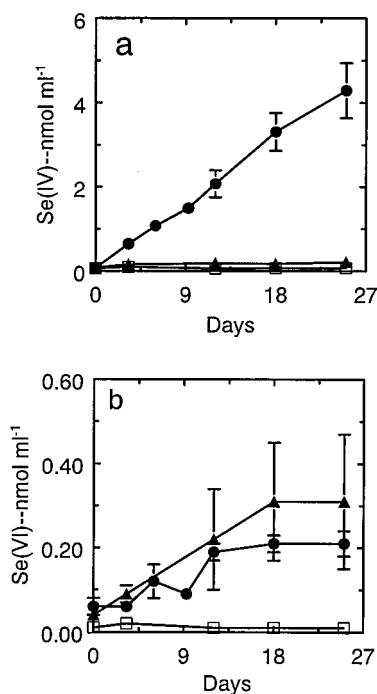 a
Se(IV)--nmol ml-1
6
4
2
0
0 9 18 27
Days
b
Se(VI)--nmol ml-1
0.60
0.40
0.20
0.00
0 9 18 27
Days